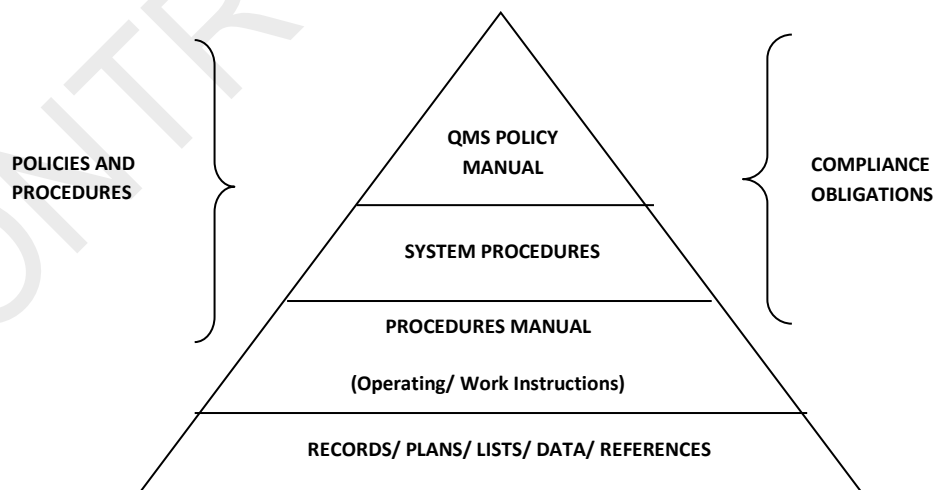 QMS POLICY
MANUAL
POLICIES AND
PROCEDURES
COMPLIANCE
OBLIGATIONS
SYSTEM PROCEDURES
PROCEDURES MANUAL
(Operating/ Work Instructions)
RECORDS/ PLANS/ LISTS/ DATA/ REFERENCES